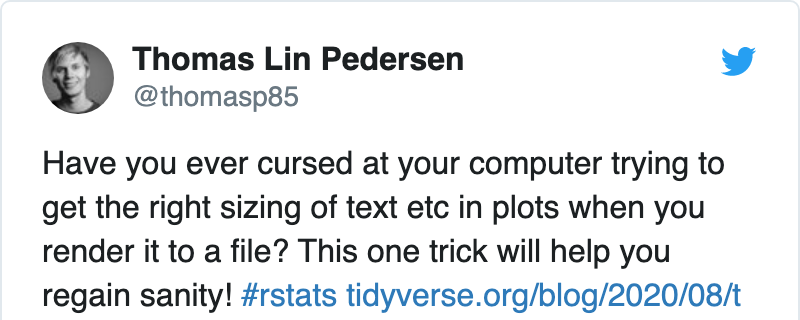 Thomas Lin Pedersen
@thomasp85
Have you ever cursed at your computer trying to
get the right sizing of text etc in plots when you
render it to a file? This one trick will help you
regain sanity! #rstats tidyverse.org/blog/2020/08/t